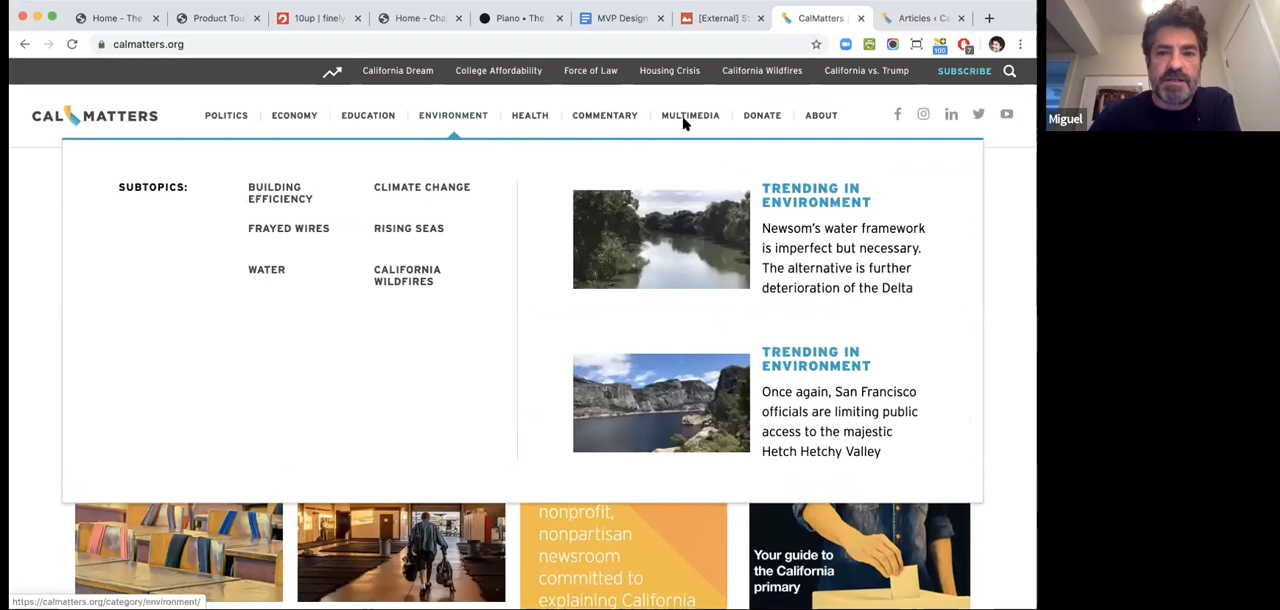 Home - The
Product Tou
10up | finely
Home - Cha
Piano • The
MVP Design
[External] S
CalMatters |
Articles ‹ Ca
calmatters.org
100
7
California Dream
College Affordability
Force of Law
Housing Crisis
California Wildfires
California vs. Trump
SUBSCRIBE
CALMATTERS
POLITICS
ECONOMY
EDUCATION
ENVIRONMENT
HEALTH
COMMENTARY
MULTIMEDIA
DONATE
ABOUT
SUBTOPICS:
BUILDING
EFFICIENCY
CLIMATE CHANGE
FRAYED WIRES
RISING SEAS
WATER
CALIFORNIA
WILDFIRES
TRENDING IN
ENVIRONMENT
Newsom's water framework
is imperfect but necessary.
The alternative is further
deterioration of the Delta
TRENDING IN
ENVIRONMENT
Once again, San Francisco
officials are limiting public
access to the majestic
Hetch Hetchy Valley
nonprofit,
nonpartisan
newsroom
committed to
explaining California
Your guide to
the California
primary
https://calmatters.org/category/environment/
Miguel